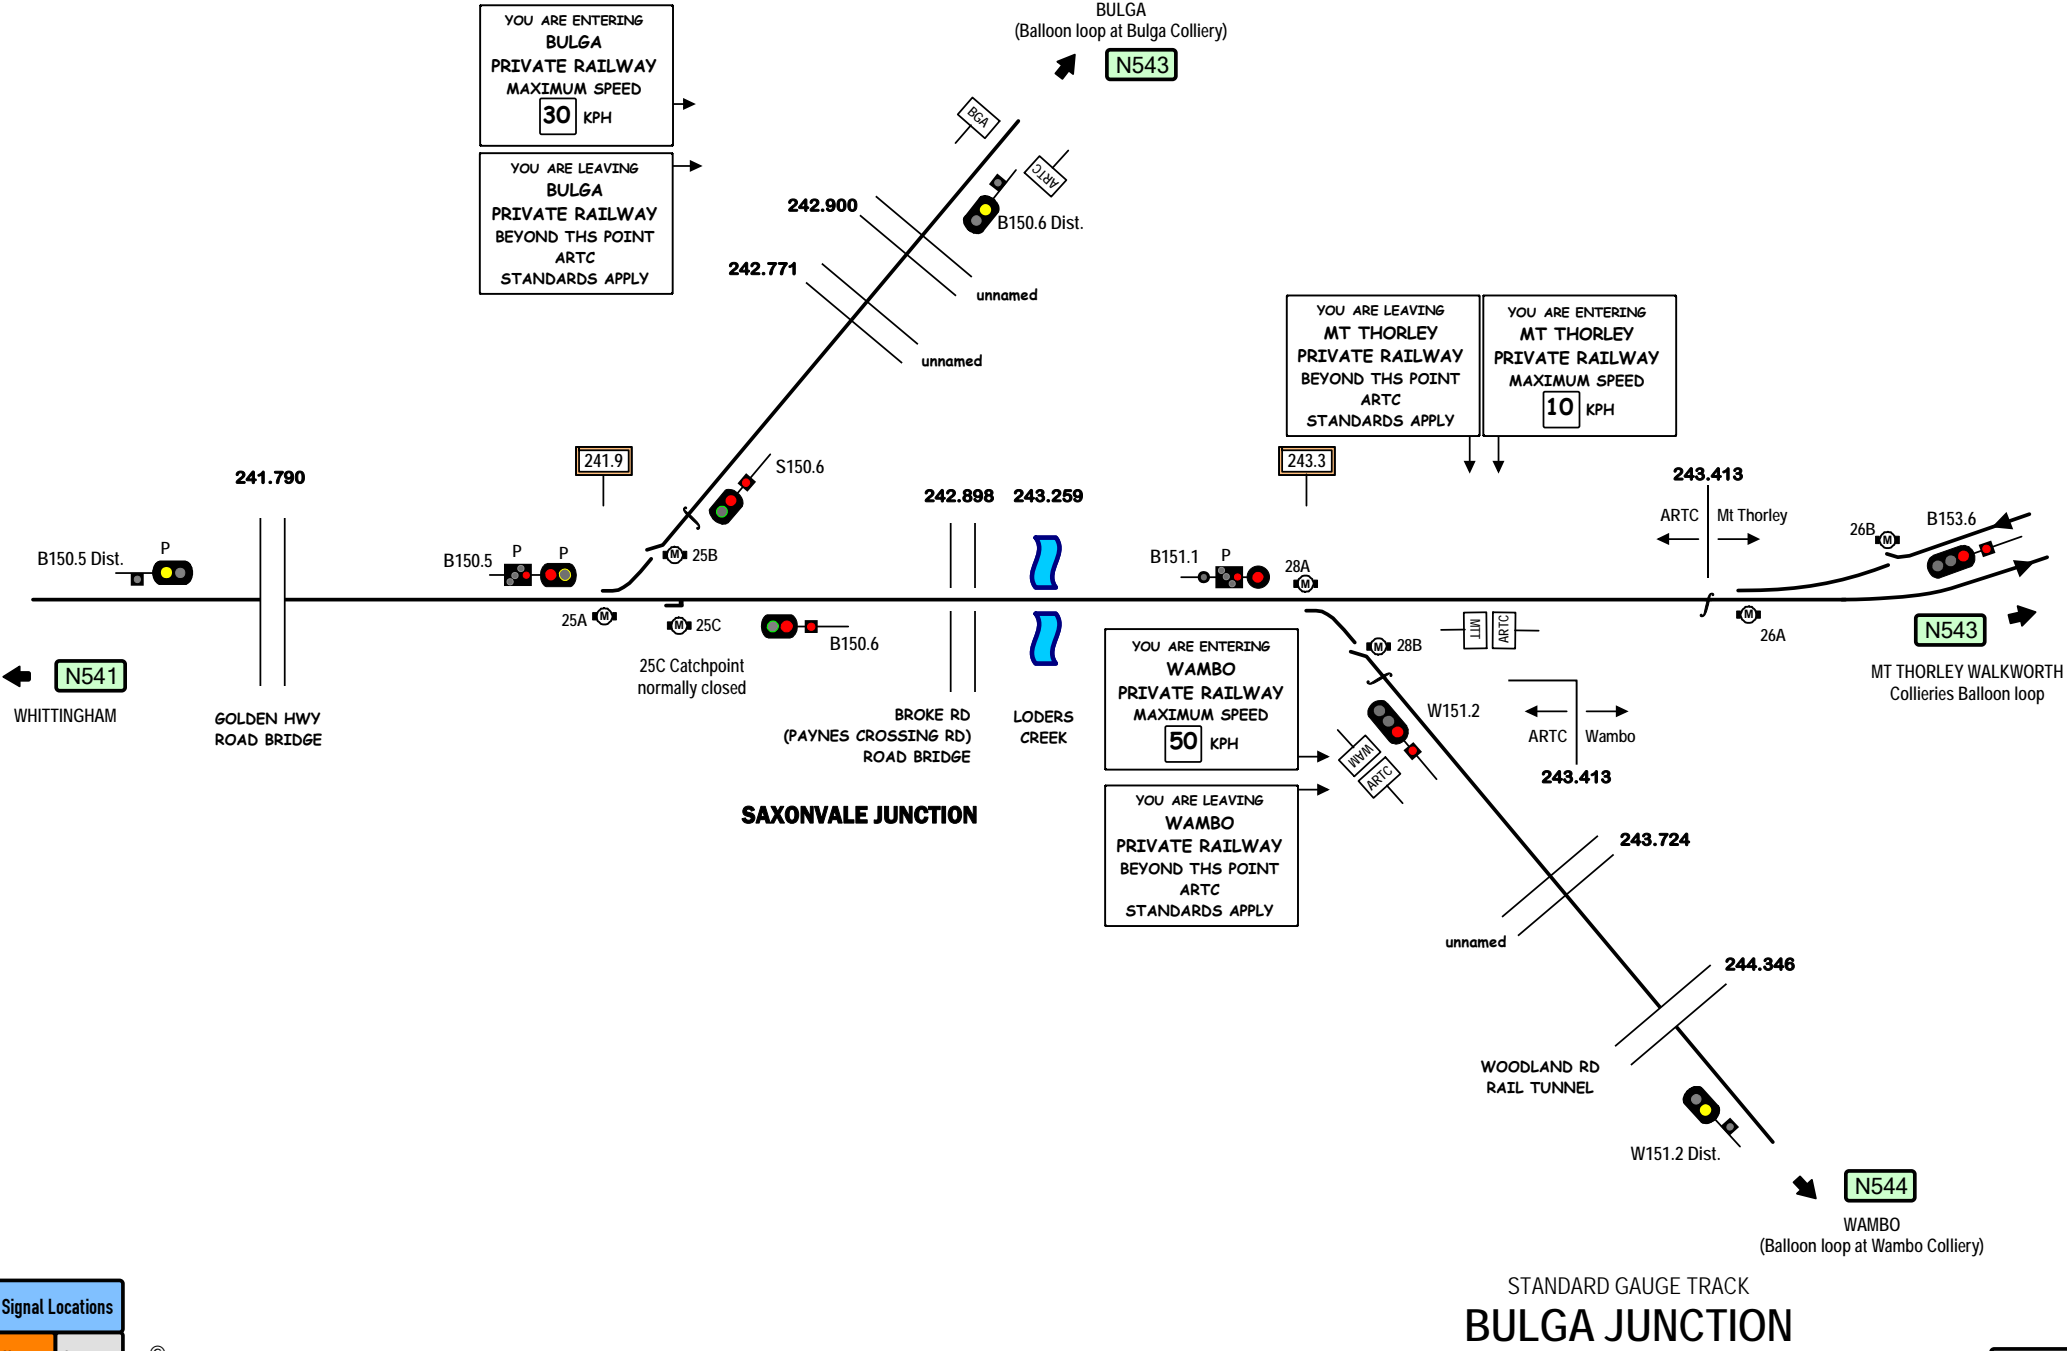 BULGA
(Balloon loop at Bulga Colliery)
N543
YOU ARE ENTERING
BULGA
PRIVATE RAILWAY
MAXIMUM SPEED
30 KPH
YOU ARE LEAVING
BULGA
PRIVATE RAILWAY
BEYOND THS POINT
ARTC
STANDARDS APPLY
BGA
ARTC
B150.6 Dist.
242.900
unnamed
242.771
unnamed
YOU ARE LEAVING
MT THORLEY
PRIVATE RAILWAY
BEYOND THS POINT
ARTC
STANDARDS APPLY
YOU ARE ENTERING
MT THORLEY
PRIVATE RAILWAY
MAXIMUM SPEED
10 KPH
241.790
241.9
S150.6
242.898
243.259
243.3
243.413
ARTC
Mt Thorley
B150.5 Dist.
P
B150.5
P
P
M
25B
B151.1
P
28A
M
26B
M
B153.6
25A
M
M
25C
B150.6
25C Catchpoint
normally closed
M
28B
MTT
ARTC
M
26A
N543
MT THORLEY WALKWORTH
Collieries Balloon loop
N541
WHITTINGHAM
GOLDEN HWY
ROAD BRIDGE
BROKE RD
(PAYNES CROSSING RD)
ROAD BRIDGE
LODERS
CREEK
YOU ARE ENTERING
WAMBO
PRIVATE RAILWAY
MAXIMUM SPEED
50 KPH
W151.2
WAM
ARTC
ARTC
Wambo
243.413
YOU ARE LEAVING
WAMBO
PRIVATE RAILWAY
BEYOND THS POINT
ARTC
STANDARDS APPLY
SAXONVALE JUNCTION
243.724
unnamed
244.346
WOODLAND RD
RAIL TUNNEL
W151.2 Dist.
N544
WAMBO
(Balloon loop at Wambo Colliery)
Signal Locations
©
STANDARD GAUGE TRACK
BULGA JUNCTION